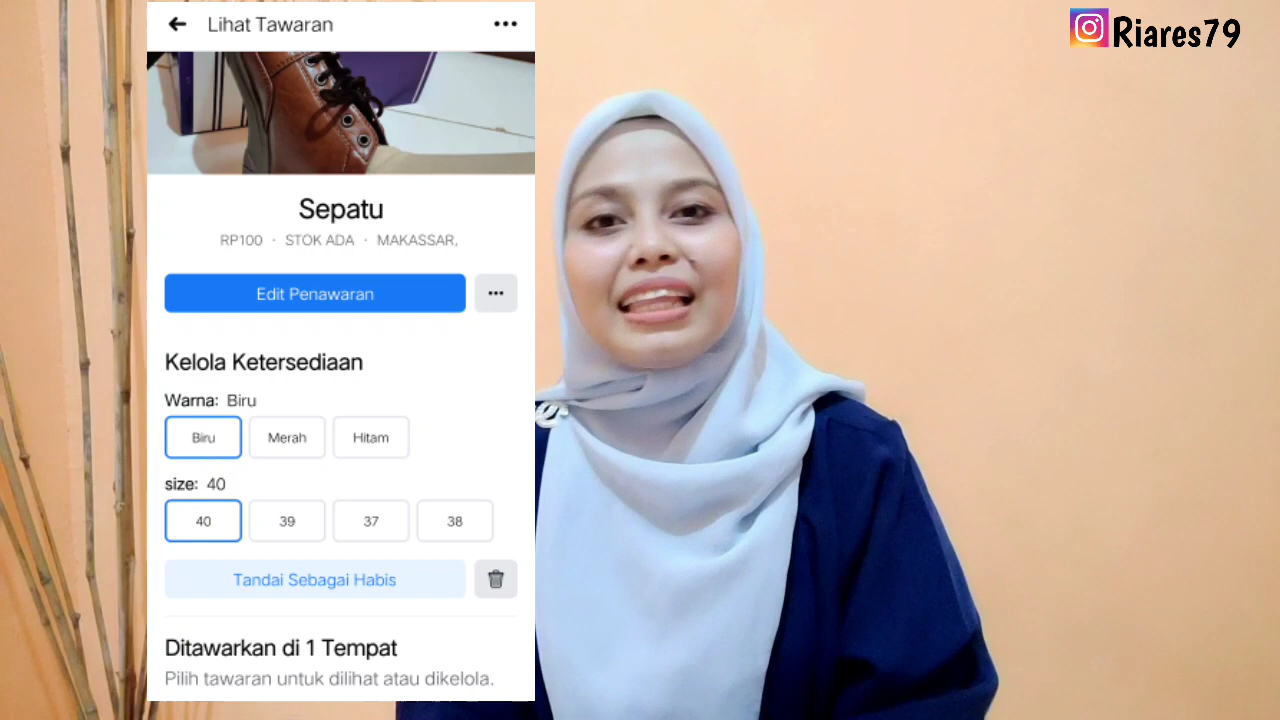 Lihat Tawaran
Sepatu
RP100 · STOK ADA · MAKASSAR,
Edit Penawaran
Kelola Ketersediaan
Warna: Biru
Biru Merah Hitam
size: 40
40 39 37 38
Tandai Sebagai Habis
Ditawarkan di 1 Tempat
Pilih tawaran untuk dilihat atau dikelola.
Riares79